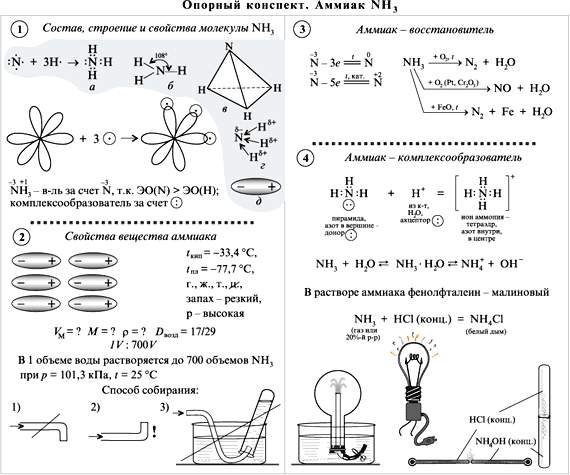 Опорный конспект. Аммиак NH₃
1 Состав, строение и свойства молекулы NH₃
:N· + 3H· → H:N:H
H
а
108°
H N H
H
б
N
H H
H
в
+ 3 →
N δ– H δ+
H δ+
H δ+
г
– +
д
–3 +1
NH₃ – в-ль за счет –3 N, т.к. ЭО(N) > ЭО(H);
комплексообразователь за счет :
2 Свойства вещества аммиака
– + – +
– + – +
– + – +
tкип = –33,4 °C,
tпл = –77,7 °C,
г., ж., т., ц,
запах – резкий,
р – высокая
VM = ? M = ? ρ = ? Dвозд = 17/29
1V : 700V
В 1 объеме воды растворяется до 700 объемов NH₃
при p = 101,3 кПа, t = 25 °C
Способ собирания:
1) 2) ! 3)
3 Аммиак – восстановитель
–3 N – 3e =t= 0 N
–3 N – 5e =t, кат.= +2 N
NH₃ + O₂, t → N₂ + H₂O
+ O₂ (Pt, Cr₂O₃) → NO + H₂O
+ FeO, t → N₂ + Fe + H₂O
4 Аммиак – комплексообразователь
H
H:N:H + H⁺ = [H:N:H]⁺
H
H
пирамида,
азот в вершине –
донор :
из к-т,
H₂O,
акцептор
ион аммония –
тетраэдр,
азот внутри,
в центре
NH₃ + H₂O ⇌ NH₃·H₂O ⇌ NH₄⁺ + OH⁻
В растворе аммиака фенолфталеин – малиновый
NH₃ + HCl (конц.) = NH₄Cl
(газ или
20%-й р-р)
(белый дым)
HCl (конц.)
NH₄OH (конц.)